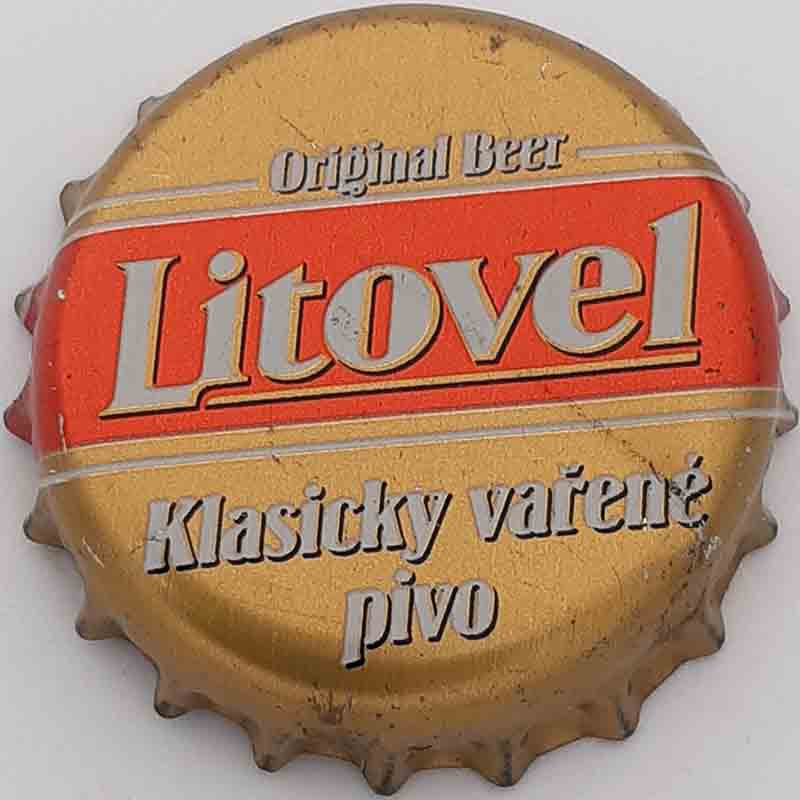 Original Beer
Litovel
Klasicky vařené
pivo